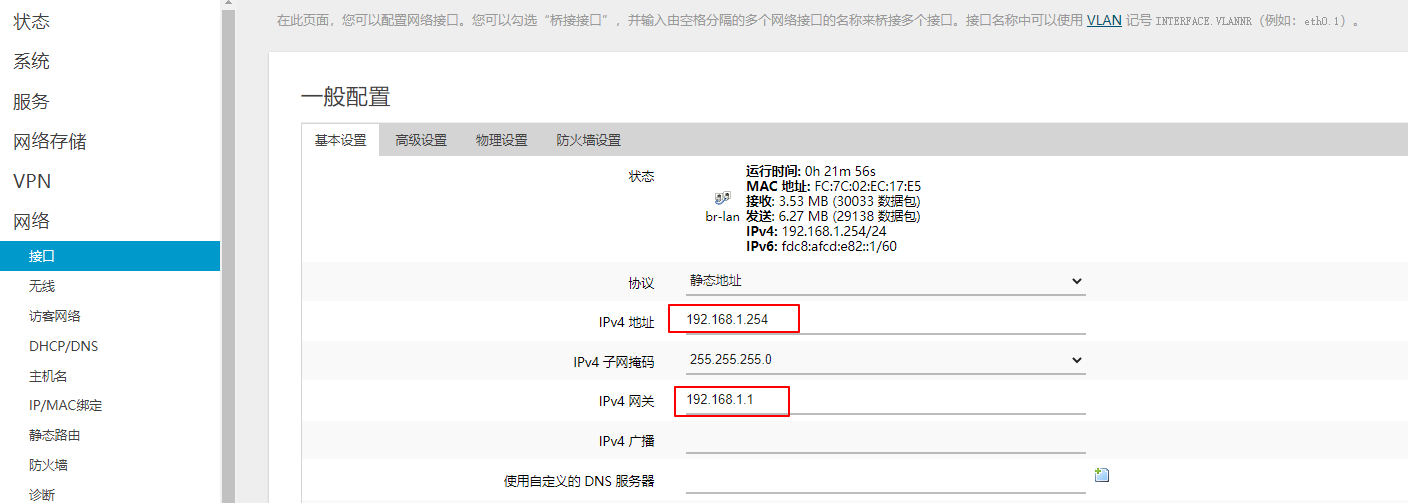 状态
系统
服务
网络存储
VPN
网络
接口
无线
访客网络
DHCP/DNS
主机名
IP/MAC绑定
静态路由
防火墙
诊断
在此页面，您可以配置网络接口。您可以勾选“桥接接口”，并输入由空格分隔的多个网络接口的名称来桥接多个接口。接口名称中可以使用 VLAN 记号 INTERFACE.VLANNR（例如：eth0.1）。
一般配置
基本设置 高级设置 物理设置 防火墙设置
状态
br-lan
运行时间: 0h 21m 56s
MAC 地址: FC:7C:02:EC:17:E5
接收: 3.53 MB (30033 数据包)
发送: 6.27 MB (29138 数据包)
IPv4: 192.168.1.254/24
IPv6: fdc8:afcd:e82::1/60
协议 静态地址
IPv4 地址 192.168.1.254
IPv4 子网掩码 255.255.255.0
IPv4 网关 192.168.1.1
IPv4 广播
使用自定义的 DNS 服务器